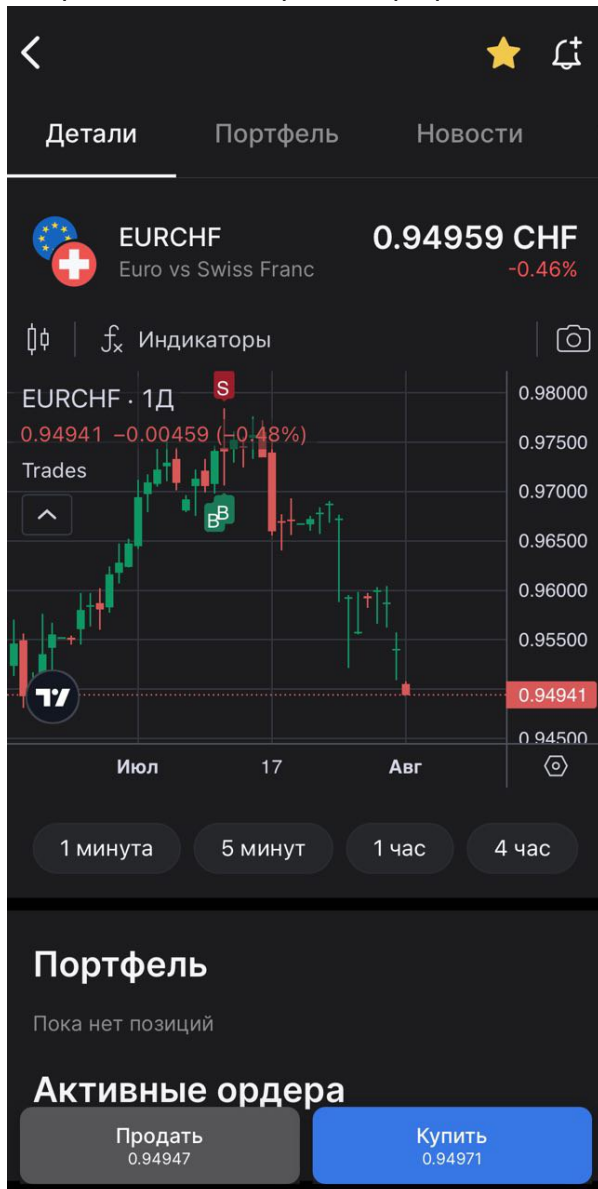 Детали Портфель Новости
EURCHF 0.94959 CHF
Euro vs Swiss Franc -0.46%
fx Индикаторы
S
EURCHF · 1Д 0.98000
0.94941 −0.00459 (−0.48%) 0.97500
Trades
0.97000
B B
0.96500
0.96000
0.95500
0.94941
0.94500
Июл 17 Авг
1 минута 5 минут 1 час 4 час
Портфель
Пока нет позиций
Активные ордера
Продать Купить
0.94947 0.94971